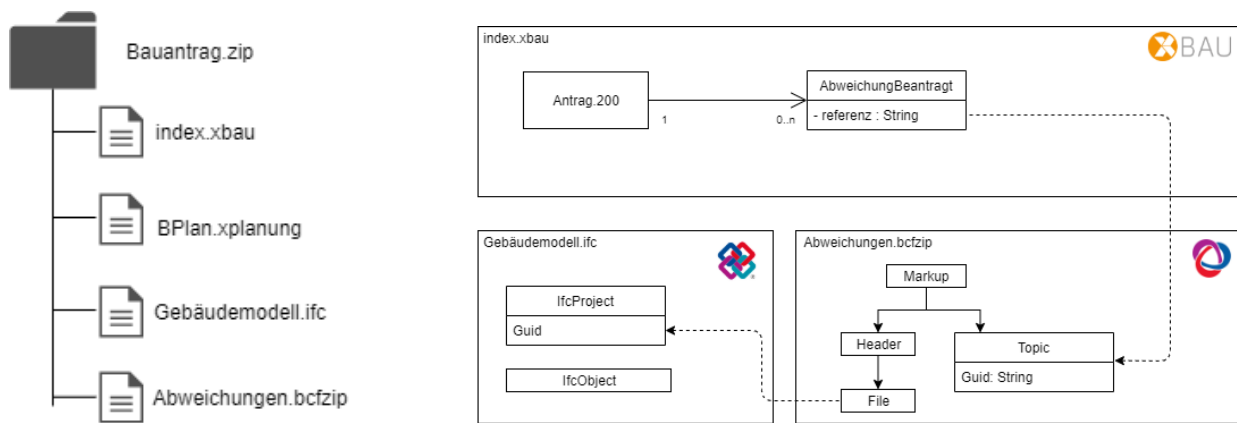 Bauantrag.zip
index.xbau
BPlan.xplanung
Gebäudemodell.ifc
Abweichungen.bcfzip
index.xbau
XBAU
Antrag.200
1
0..n
AbweichungBeantragt
- referenz : String
Gebäudemodell.ifc
IfcProject
Guid
IfcObject
Abweichungen.bcfzip
Markup
Header
File
Topic
Guid: String